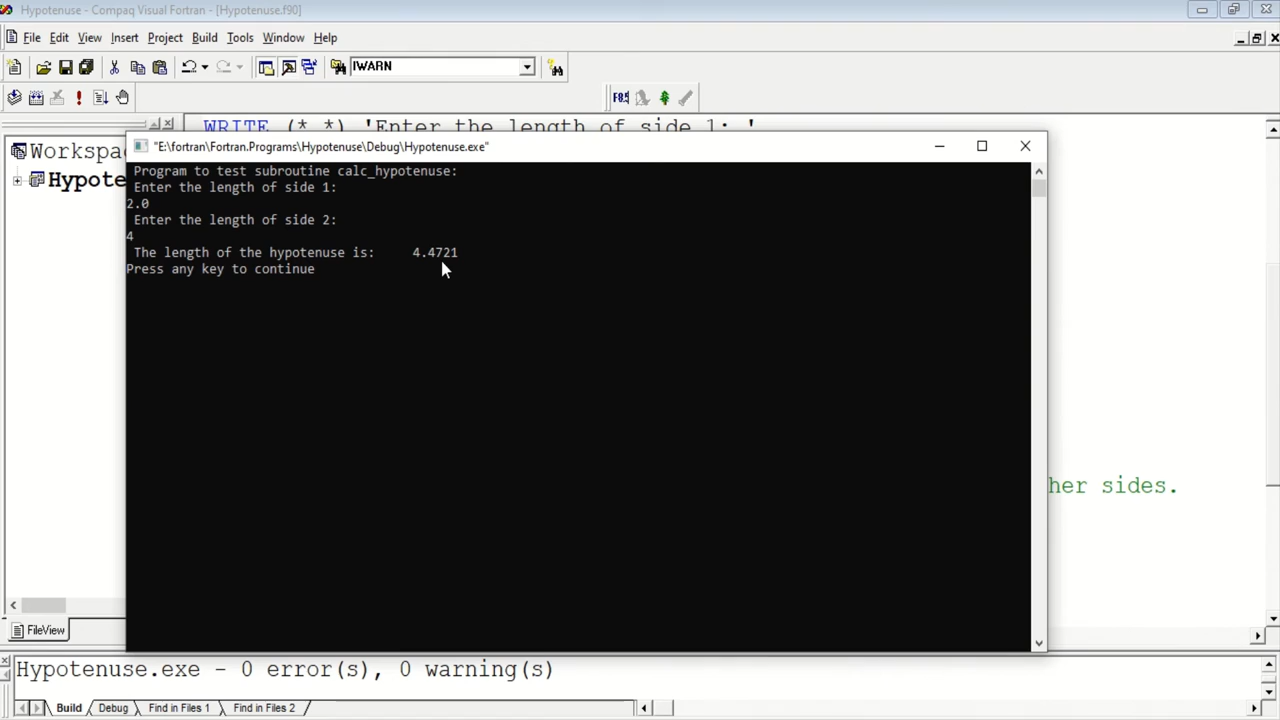 Hypotenuse - Compaq Visual Fortran - [Hypotenuse.f90]
File Edit View Insert Project Build Tools Window Help
IWARN
WRITE (*,*) 'Enter the length of side 1: '
"E:\fortran\Fortran.Programs\Hypotenuse\Debug\Hypotenuse.exe"
Workspa
Hypote
Program to test subroutine calc_hypotenuse:
Enter the length of side 1:
2.0
Enter the length of side 2:
4
The length of the hypotenuse is: 4.4721
Press any key to continue
her sides.
FileView
Hypotenuse.exe - 0 error(s), 0 warning(s)
Build Debug Find in Files 1 Find in Files 2